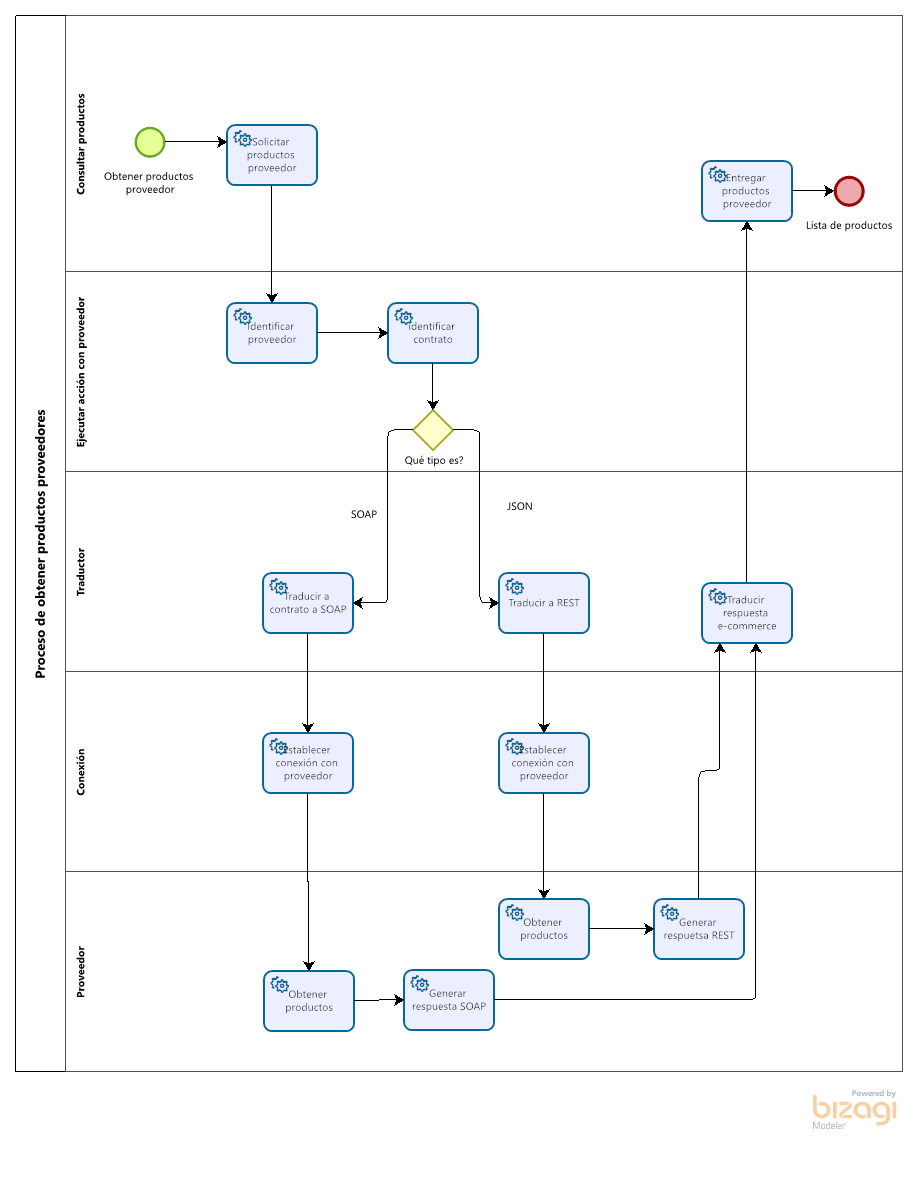 Proceso de obtener productos proveedores
Consultar productos
Obtener productos
proveedor
Solicitar
productos
proveedor
Entregar
productos
proveedor
Lista de productos
Ejecutar acción con proveedor
Identificar
proveedor
Identificar
contrato
Qué tipo es?
Traductor
SOAP
JSON
Traducir a
contrato a SOAP
Traducir a REST
Traducir
respuesta
e-commerce
Conexión
Establecer
conexión con
proveedor
Establecer
conexión con
proveedor
Proveedor
Obtener
productos
Generar
respuetsa REST
Obtener
productos
Generar
respuesta SOAP
Powered by
bizagi
Modeler